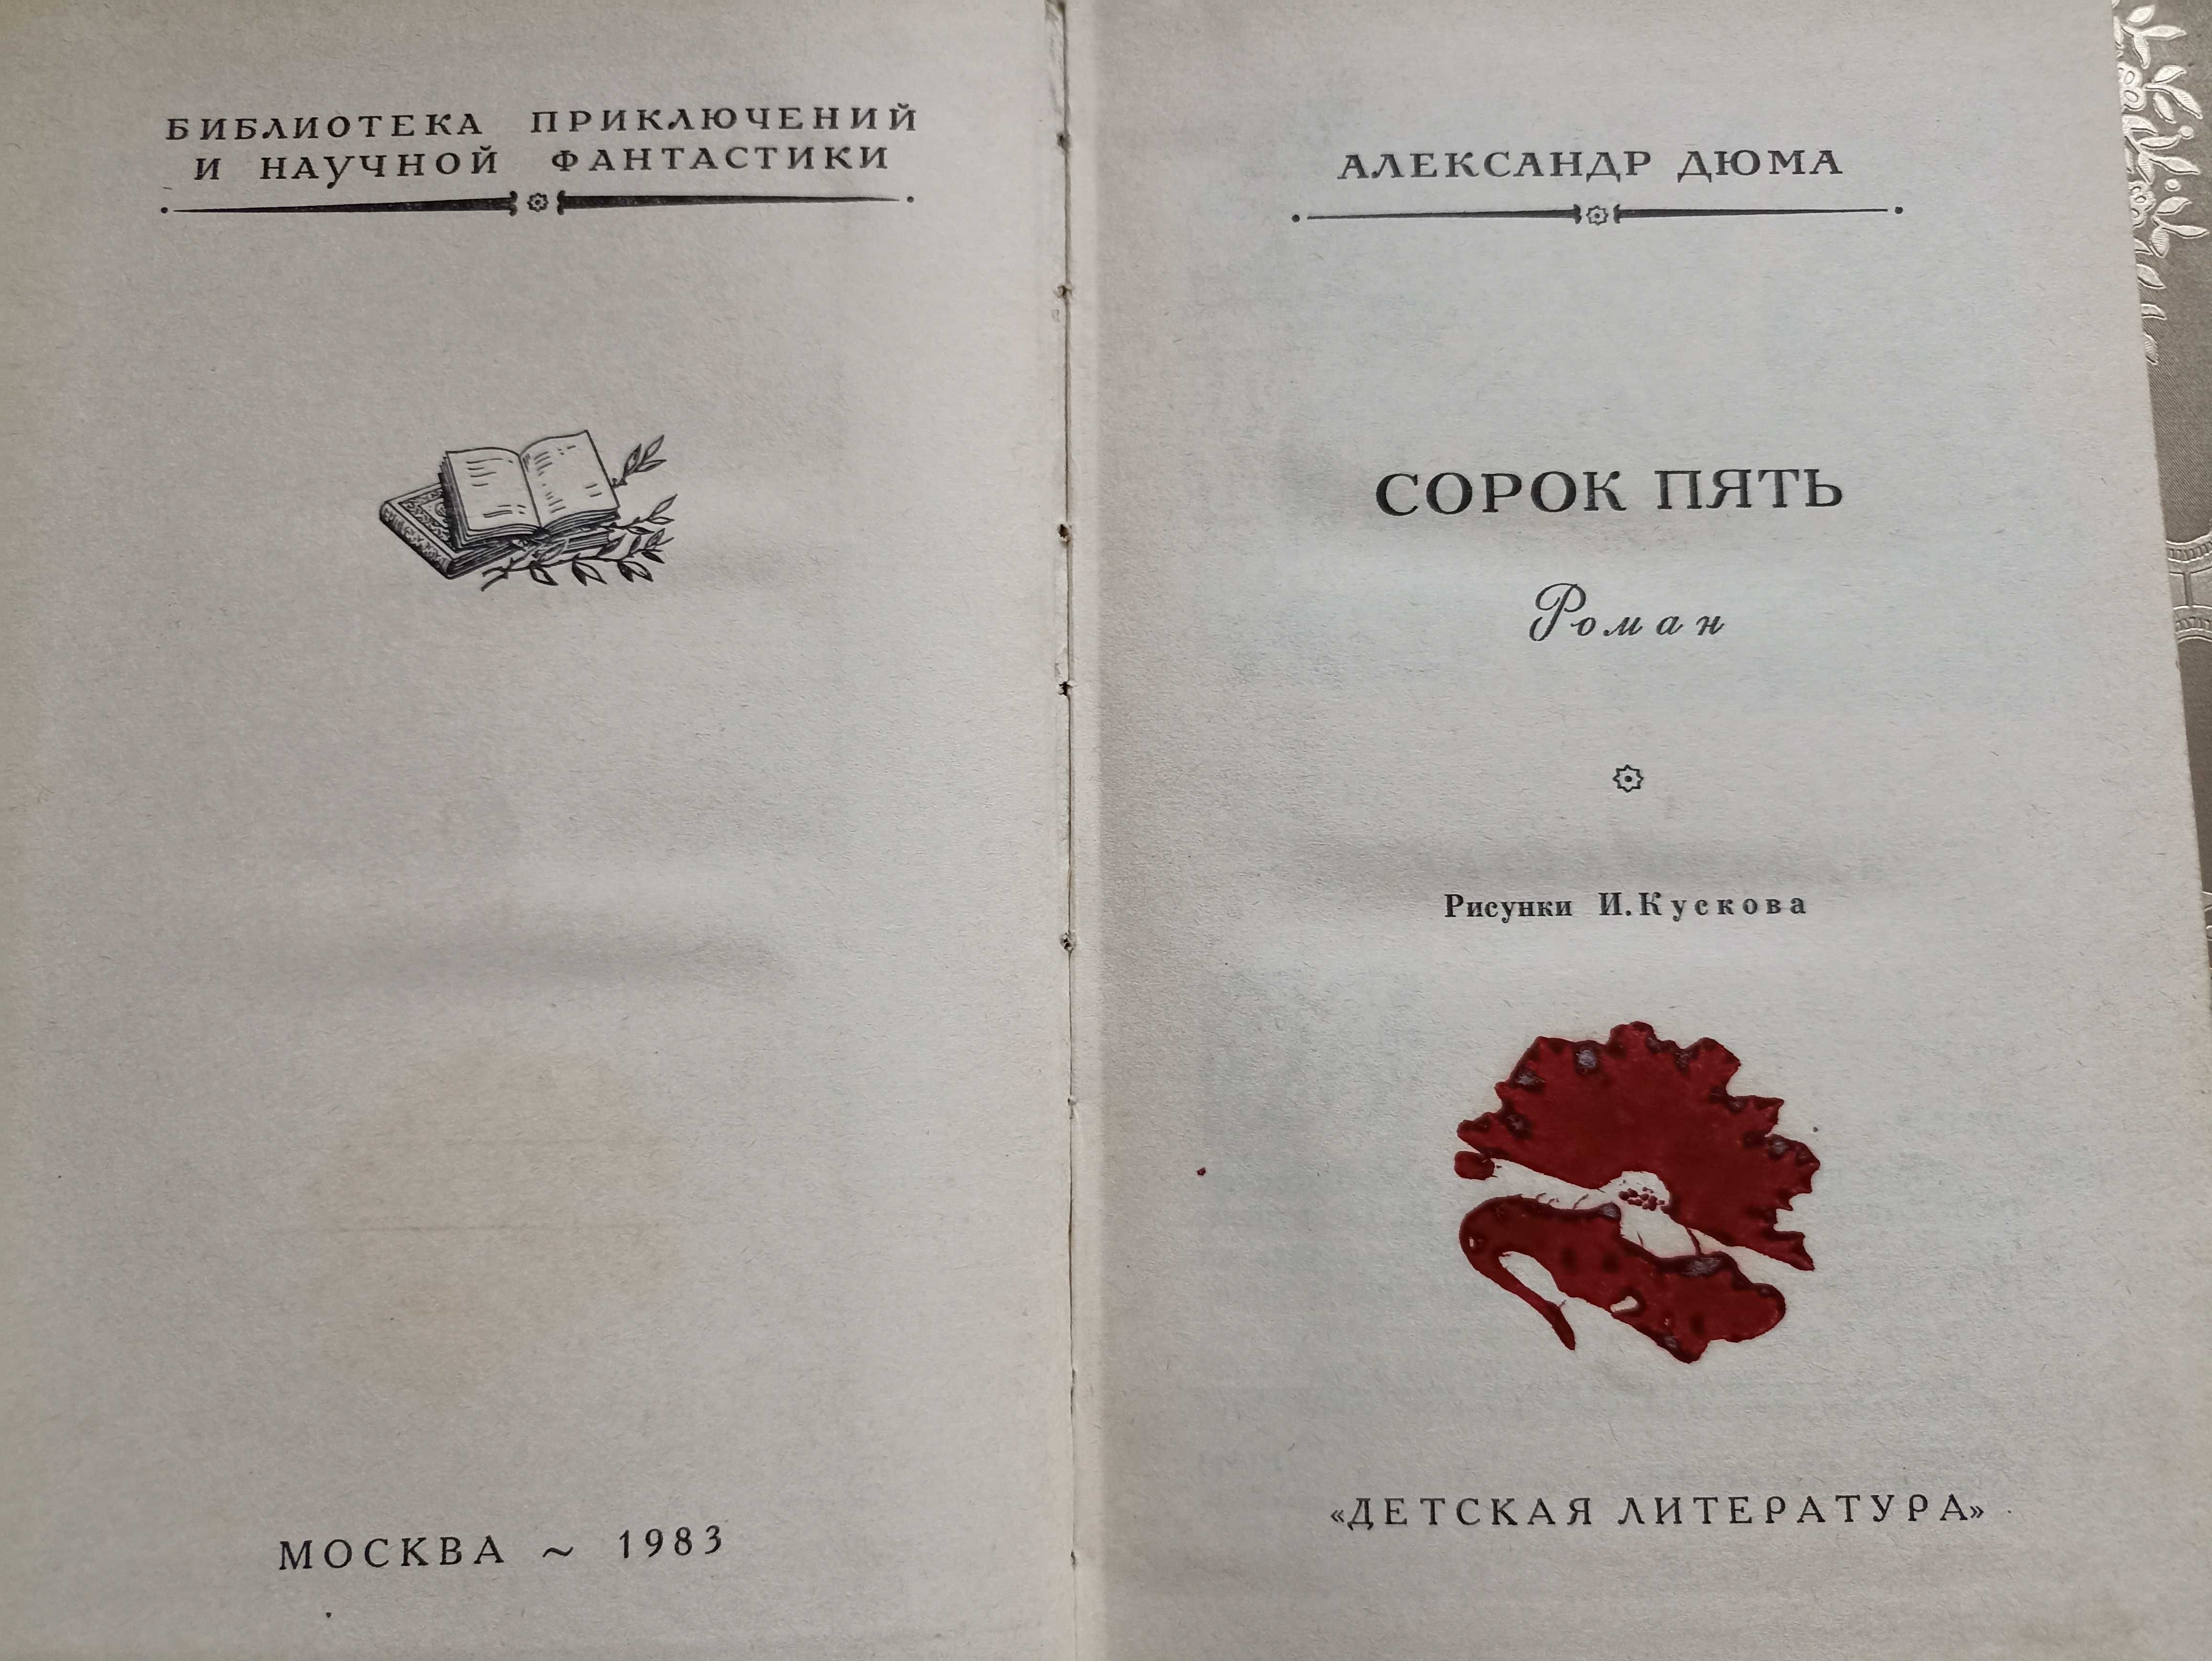 БИБЛИОТЕКА ПРИКЛЮЧЕНИЙ
И НАУЧНОЙ ФАНТАСТИКИ
МОСКВА ~ 1983
АЛЕКСАНДР ДЮМА
СОРОК ПЯТЬ
Роман
Рисунки И. Кускова
«ДЕТСКАЯ ЛИТЕРАТУРА»